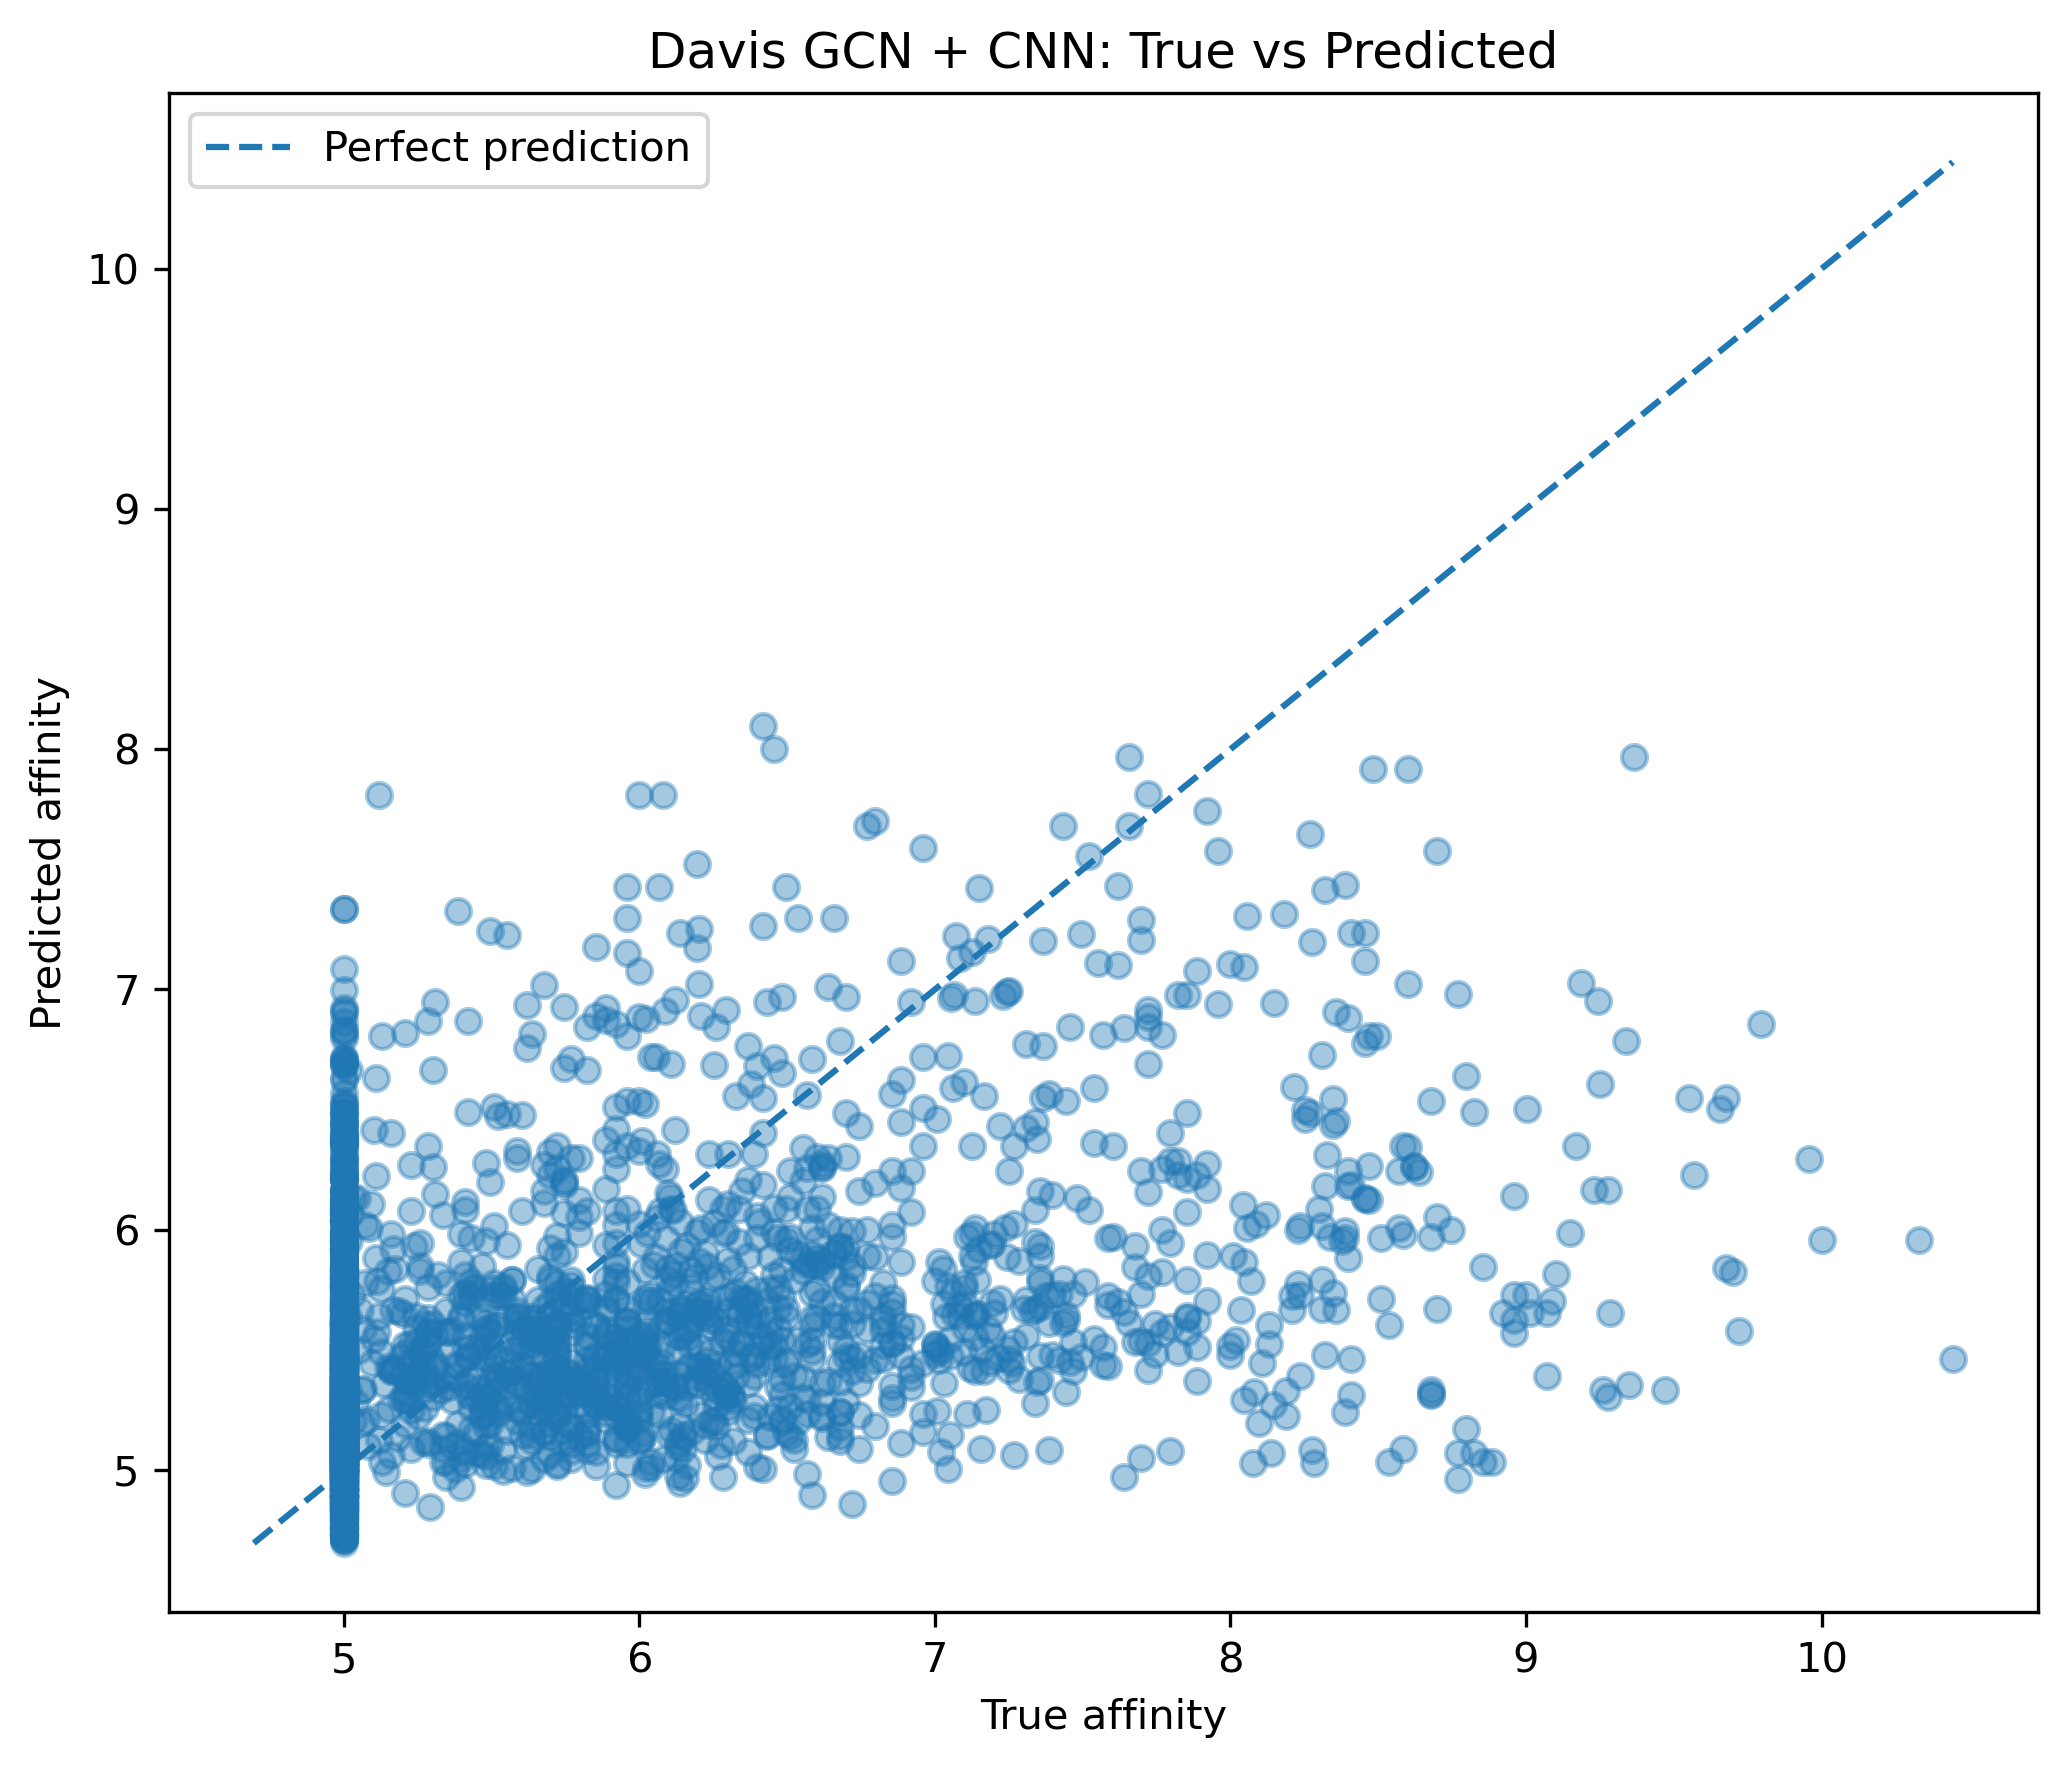 Davis GCN + CNN: True vs Predicted
Perfect prediction
10
9
8
7
6
5
Predicted affinity
5 6 7 8 9 10
True affinity